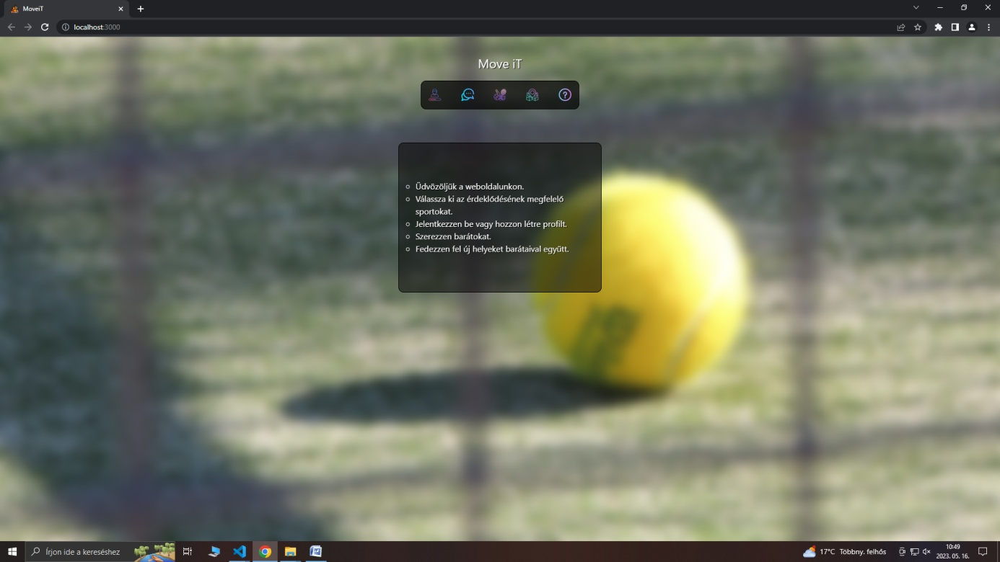 MoveiT
localhost:3000
Move iT
Üdvözöljük a weboldalunkon.
Válassza ki az érdeklődésének megfelelő
sportokat.
Jelentkezzen be vagy hozzon létre profilt.
Szerezzen barátokat.
Fedezzen fel új helyeket barátaival együtt.
Írjon ide a kereséshez
17°C Többny. felhős
10:49
2023. 05. 16.